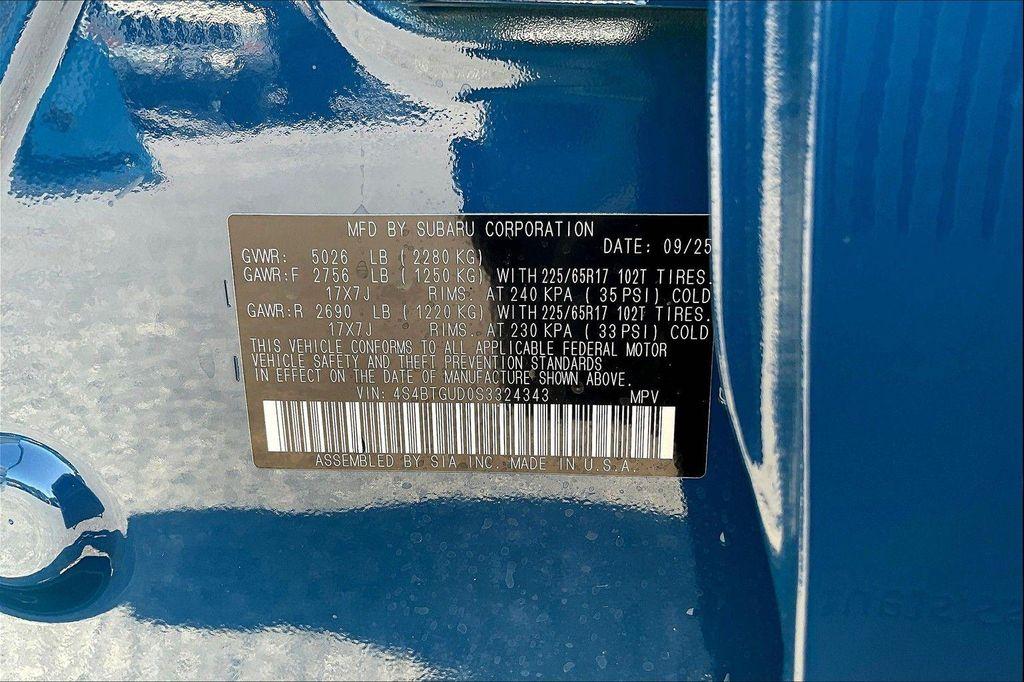 MFD BY SUBARU CORPORATION
DATE: 09/25
GVWR: 5026 LB (2280 KG)
GAWR:F 2756 LB (1250 KG) WITH 225/65R17 102T TIRES.
17X7J RIMS. AT 240 KPA (35 PSI) COLD
GAWR:R 2690 LB (1220 KG) WITH 225/65R17 102T TIRES.
17X7J RIMS. AT 230 KPA (33 PSI) COLD
THIS VEHICLE CONFORMS TO ALL APPLICABLE FEDERAL MOTOR
VEHICLE SAFETY AND THEFT PREVENTION STANDARDS
IN EFFECT ON THE DATE OF MANUFACTURE SHOWN ABOVE.
VIN: 4S4BTGUD0S3324343 MPV
ASSEMBLED BY SIA INC. MADE IN U.S.A.